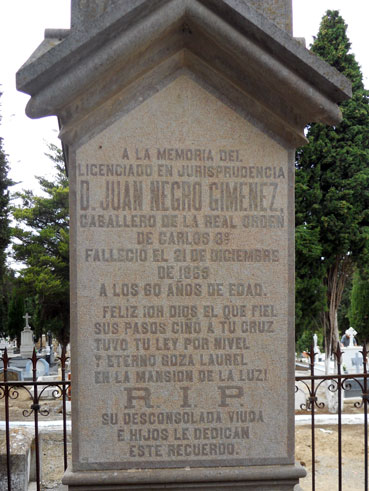 A LA MEMORIA DEL
LICENCIADO EN JURISPRUDENCIA
D. JUAN NEGRO GIMENEZ,
CABALLERO DE LA REAL ORDEN
DE CARLOS 3º
FALLECIO EL 21 DE DICIEMBRE
DE 1865
A LOS 60 AÑOS DE EDAD.
FELIZ ¡OH DIOS EL QUE FIEL
SUS PASOS CIÑO A TU CRUZ
TUVO TU LEY POR NIVEL
Y ETERNO GOZA LAUREL
EN LA MANSION DE LA LUZ!
R. I. P
SU DESCONSOLADA VIUDA
E HIJOS LE DEDICAN
ESTE RECUERDO.